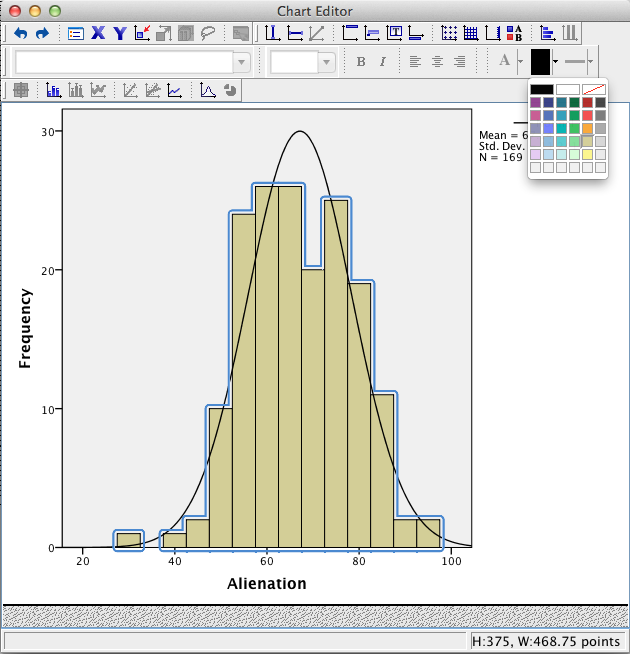 Chart Editor
X Y
B I
A
30
20
10
0
20 40 60 80 100
Frequency
Alienation
Mean = 6
Std. Dev.
N = 169
H:375, W:468.75 points